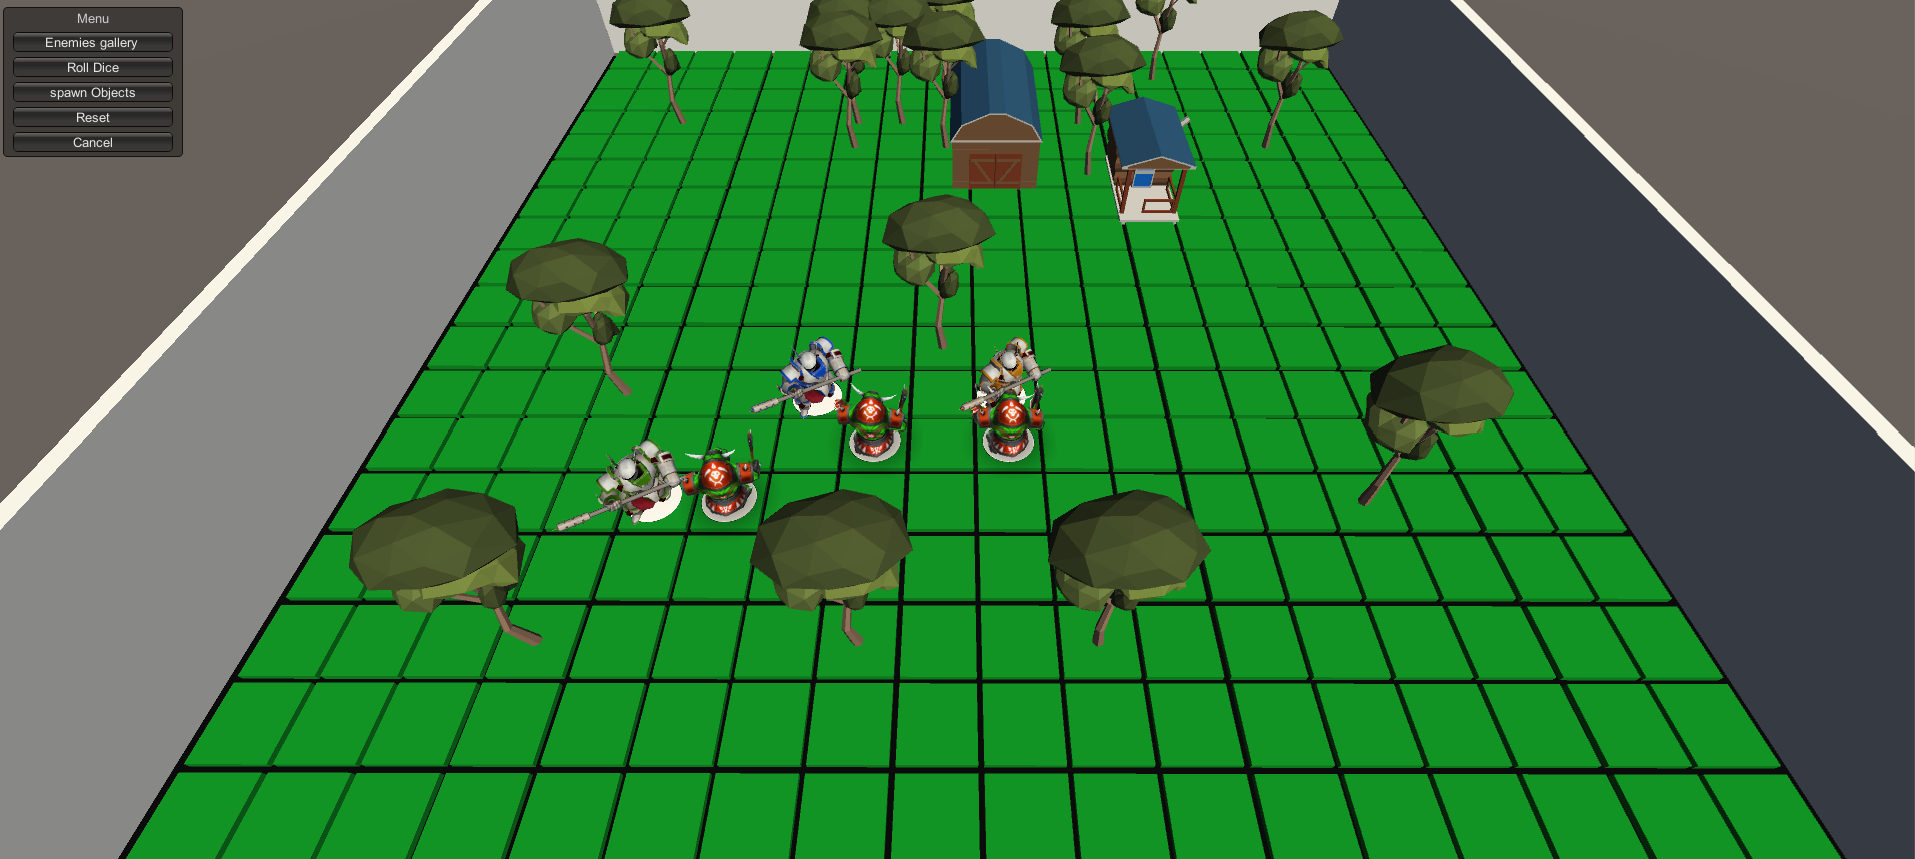 Menu
Enemies gallery
Roll Dice
spawn Objects
Reset
Cancel